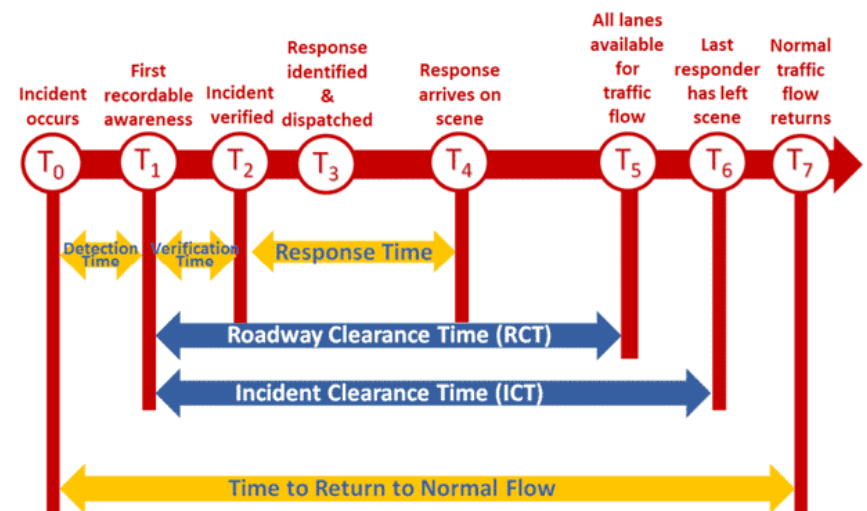 Incident
occurs
First
recordable
awareness
Incident
verified
Response
identified
&
dispatched
Response
arrives on
scene
All lanes
available
for
traffic
flow
Last
responder
has left
scene
Normal
traffic
flow
returns
T0
T1
T2
T3
T4
T5
T6
T7
Detection
Time
Verification
Time
Response Time
Roadway Clearance Time (RCT)
Incident Clearance Time (ICT)
Time to Return to Normal Flow